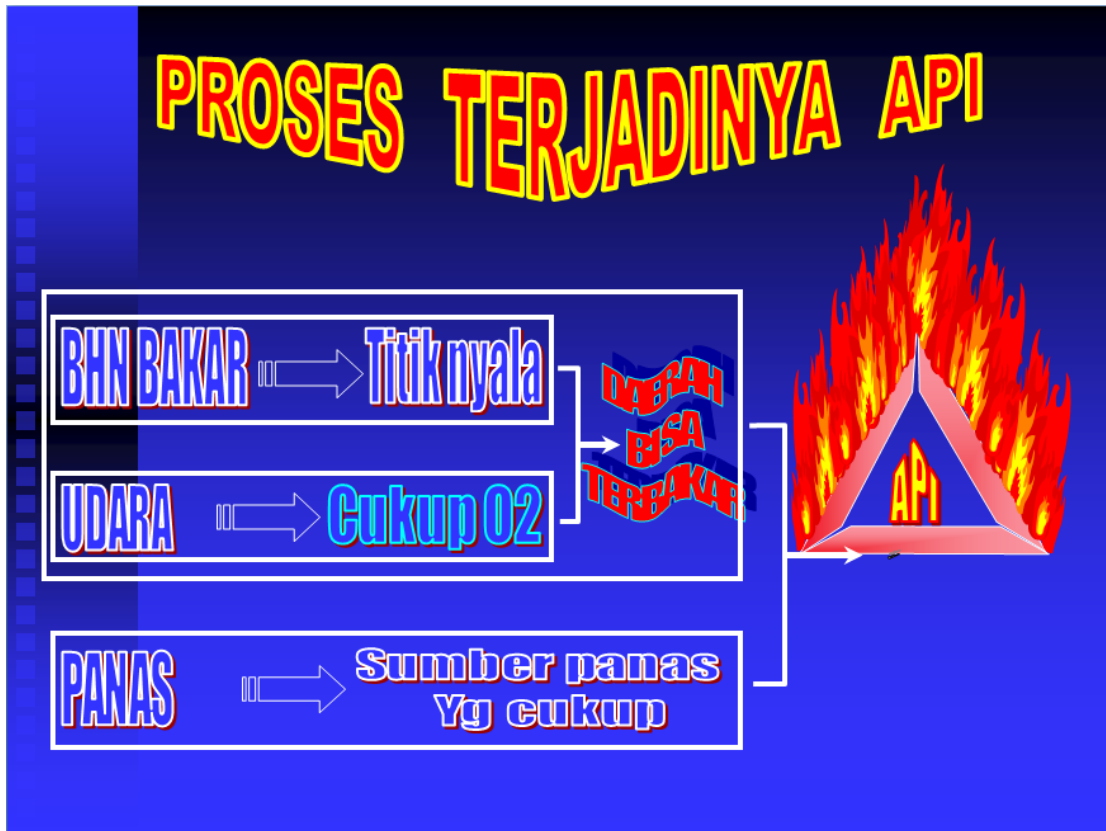 PROSES TERJADINYA API
BHN BAKAR
Titik nyala
UDARA
Cukup O2
DAERAH
BISA
TERBAKAR
PANAS
Sumber panas
Yg cukup
API